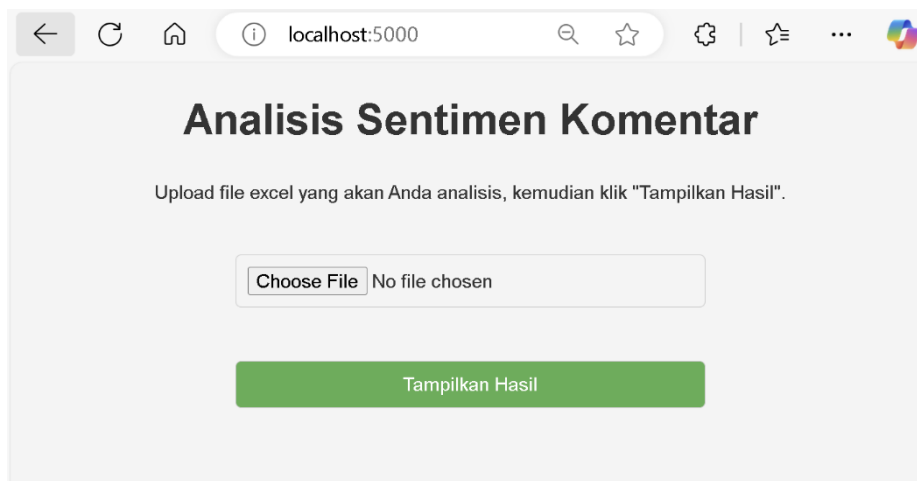 localhost:5000
Analisis Sentimen Komentar
Upload file excel yang akan Anda analisis, kemudian klik "Tampilkan Hasil".
Choose File No file chosen
Tampilkan Hasil